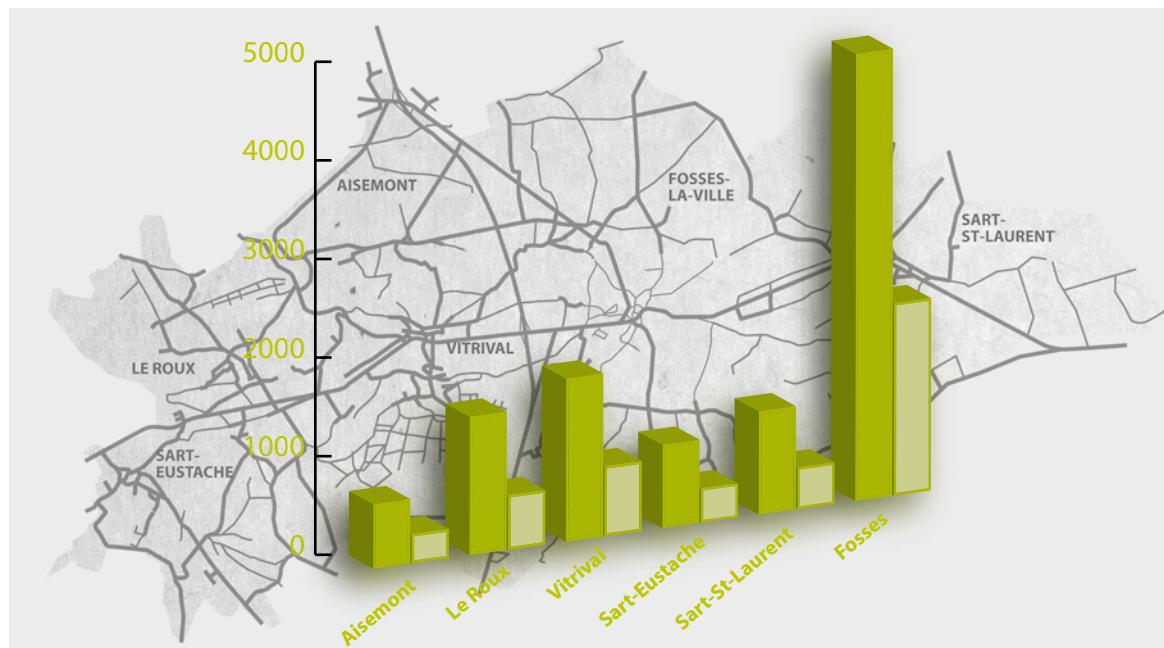 5000
4000
3000
2000
1000
0
AISEMONT
FOSSES-
LA-VILLE
SART-
ST-LAURENT
LE ROUX
VITRIVAL
SART-
EUSTACHE
Aisemont
Le Roux
Vitrival
Sart-Eustache
Sart-St-Laurent
Fosses